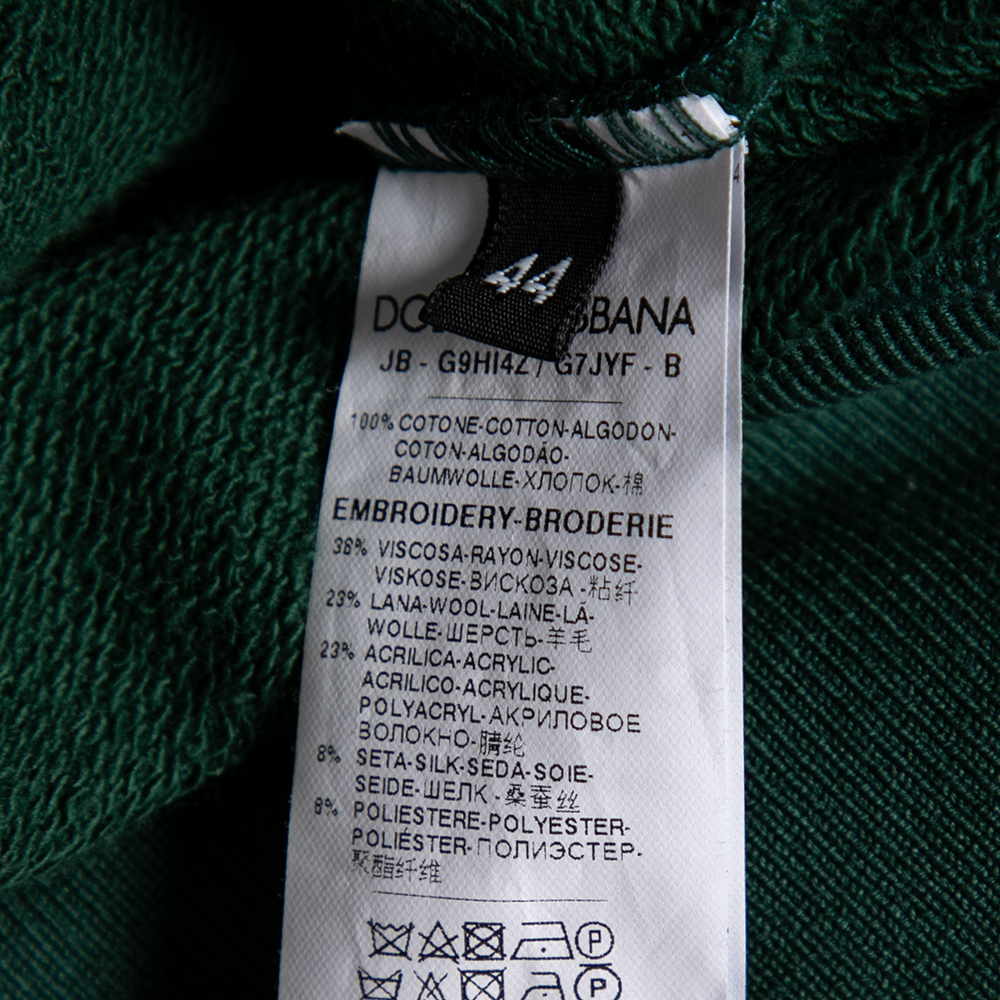 44
BBANA
JB - G9HI4Z / G7JYF - B
100% COTONE-COTTON-ALGODON-
COTON-ALGODÃO-
BAUMWOLLE-ХЛОПОК-棉
EMBROIDERY-BRODERIE
38% VISCOSA-RAYON-VISCOSE-
VISKOSE-ВИСКОЗА-粘纤
23% LANA-WOOL-LAINE-LÃ-
WOLLE-ШЕРСТЬ-羊毛
23% ACRILICA-ACRYLIC-
ACRILICO-ACRYLIQUE-
POLYACRYL-АКРИЛОВОЕ
ВОЛОКНО-腈纶
8% SETA-SILK-SEDA-SOIE-
SEIDE-ШЕЛК-桑蚕丝
8% POLIESTERE-POLYESTER-
POLIÉSTER-ПОЛИЭСТЕР-
聚酯纤维
P
P